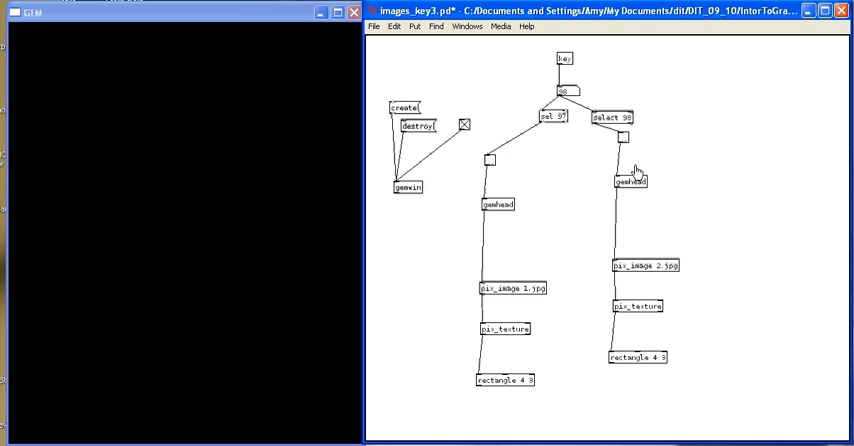 GEM
images_key3.pd* - C:/Documents and Settings/Amy/My Documents/dit/DIT_09_10/IntorToGra...
File Edit Put Find Windows Media Help
key
98
create
destroy
sel 97
select 98
gemwin
gemhead
gemhead
pix_image 2.jpg
pix_image 1.jpg
pix_texture
pix_texture
rectangle 4 3
rectangle 4 3